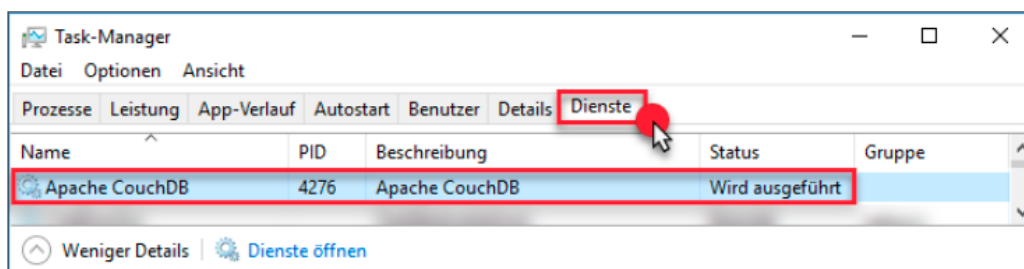 Task-Manager
Datei Optionen Ansicht
Prozesse Leistung App-Verlauf Autostart Benutzer Details Dienste
Name PID Beschreibung Status Gruppe
Apache CouchDB 4276 Apache CouchDB Wird ausgeführt
Weniger Details Dienste öffnen